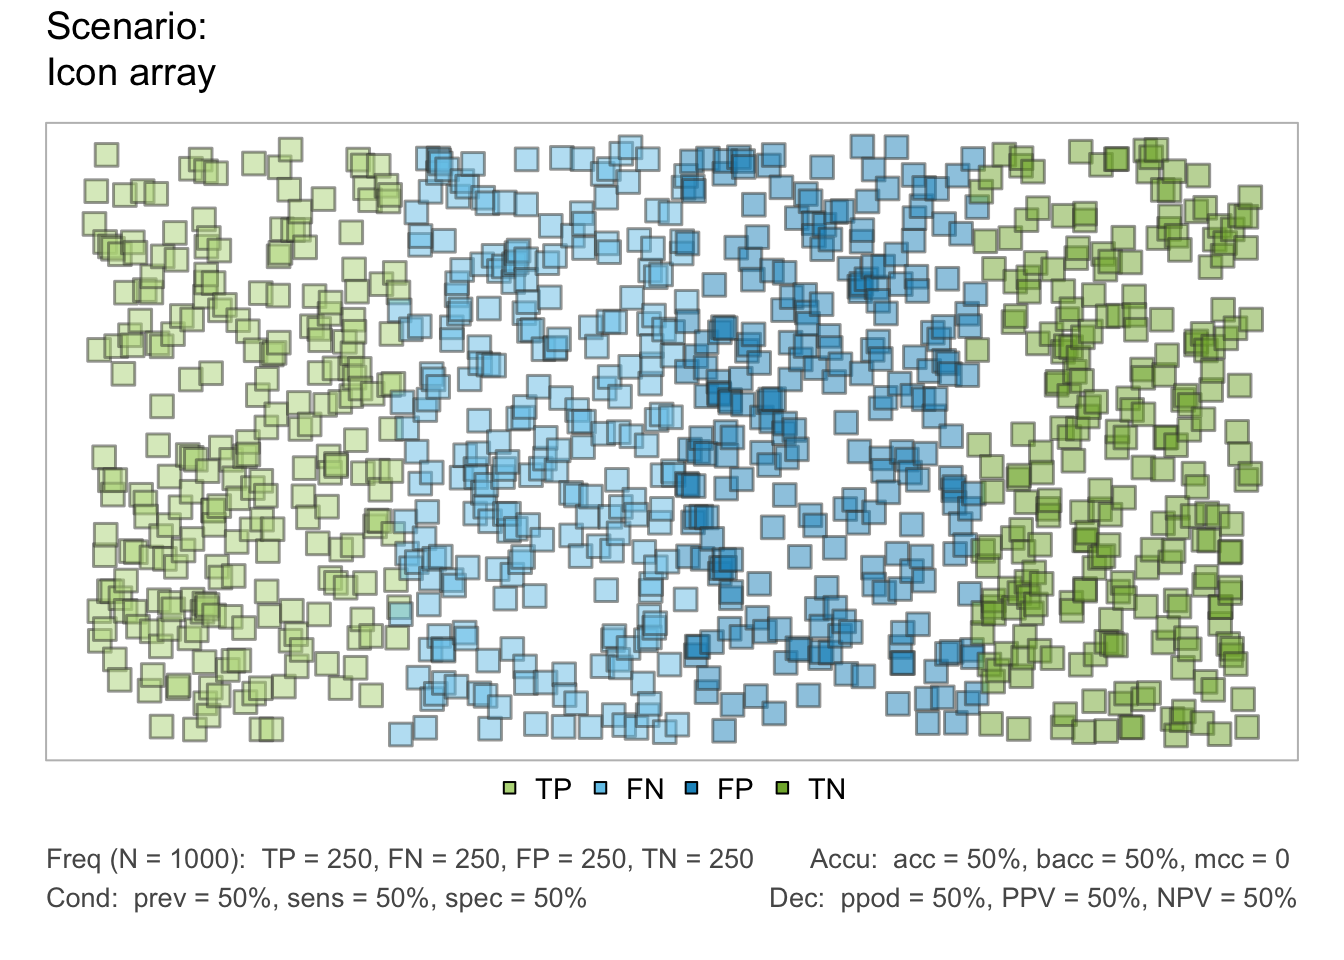 Scenario:
Icon array
TP FN FP TN
Freq (N = 1000):  TP = 250, FN = 250, FP = 250, TN = 250 Accu:  acc = 50%, bacc = 50%, mcc = 0
Cond:  prev = 50%, sens = 50%, spec = 50% Dec:  ppod = 50%, PPV = 50%, NPV = 50%